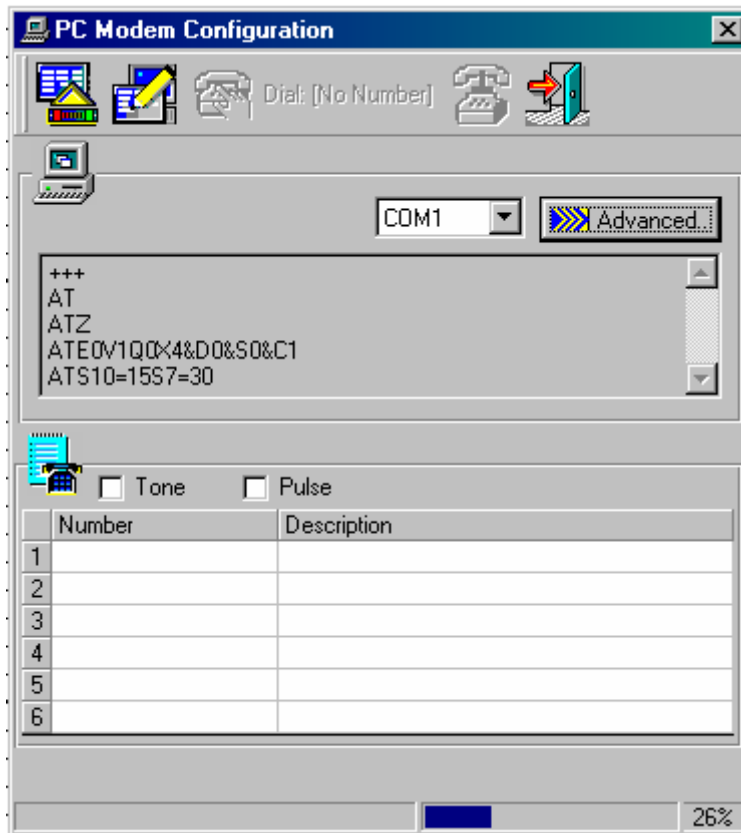 PC Modem Configuration
Dial: [No Number]
COM1
Advanced..
+++
AT
ATZ
ATE0V1Q0X4&D0&S0&C1
ATS10=15S7=30
Tone Pulse
Number Description
1
2
3
4
5
6
26%